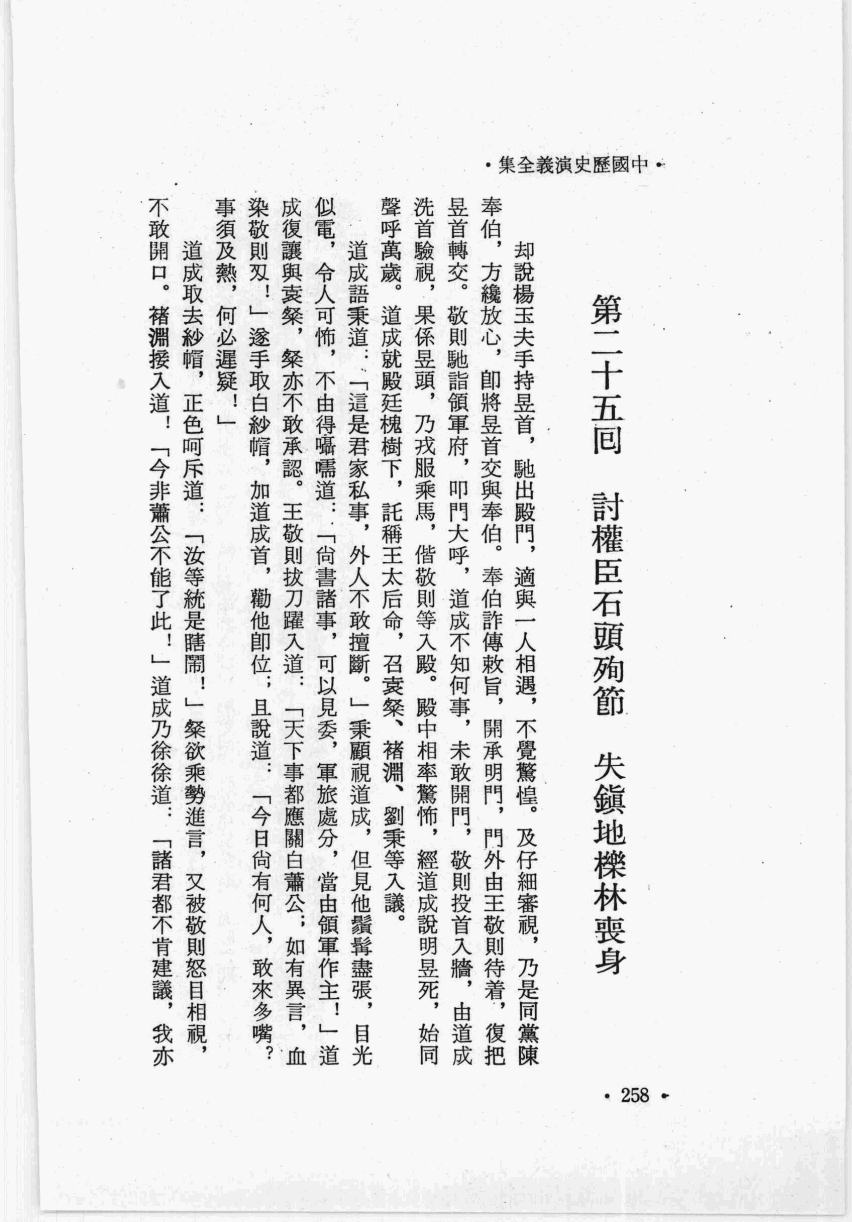 •中國歷史演義全集•
第二十五回　討權臣石頭殉節　失鎭地櫟林喪身
却說楊玉夫手持昱首，馳出殿門，適與一人相遇，不覺驚惶。及仔細審視，乃是同黨陳
奉伯，方纔放心，卽將昱首交與奉伯。奉伯詐傳敕旨，開承明門，門外由王敬則待着，復把
昱首轉交。敬則馳詣領軍府，叩門大呼，道成不知何事，未敢開門，敬則投首入牆，由道成
洗首驗視，果係昱頭，乃戎服乘馬，偕敬則等入殿。殿中相率驚怖，經道成說明昱死，始同
聲呼萬歲。道成就殿廷槐樹下，託稱王太后命，召袁粲、褚淵、劉秉等入議。
道成語秉道：「這是君家私事，外人不敢擅斷。」秉顧視道成，但見他鬚髯盡張，目光
似電，令人可怖，不由得囁嚅道：「尙書諸事，可以見委，軍旅處分，當由領軍作主！」道
成復讓與袁粲，粲亦不敢承認。王敬則拔刀躍入道：「天下事都應關白蕭公；如有異言，血
染敬則刄！」遂手取白紗帽，加道成首，勸他卽位；且說道：「今日尙有何人，敢來多嘴？
事須及熱，何必遲疑！」
道成取去紗帽，正色呵斥道：「汝等統是瞎鬧！」粲欲乘勢進言，又被敬則怒目相視，
不敢開口。褚淵接入道！「今非蕭公不能了此！」道成乃徐徐道：「諸君都不肯建議，我亦
•258•